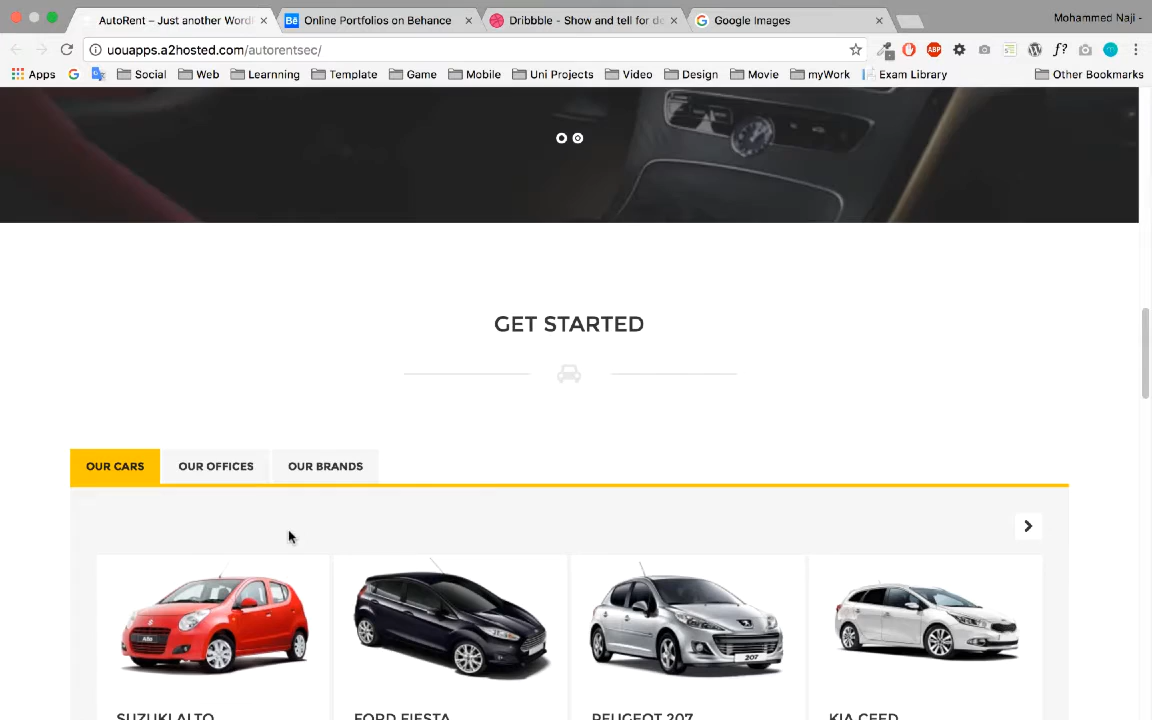 AutoRent – Just another Word
Online Portfolios on Behance
Dribbble - Show and tell for de
Google Images
Mohammed Naji -
uouapps.a2hosted.com/autorentsec/
Apps
Social
Web
Learnning
Template
Game
Mobile
Uni Projects
Video
Design
Movie
myWork
Exam Library
Other Bookmarks
GET STARTED
OUR CARS
OUR OFFICES
OUR BRANDS
207
SUZUKI ALTO
FORD FIESTA
PEUGEOT 207
KIA CEED